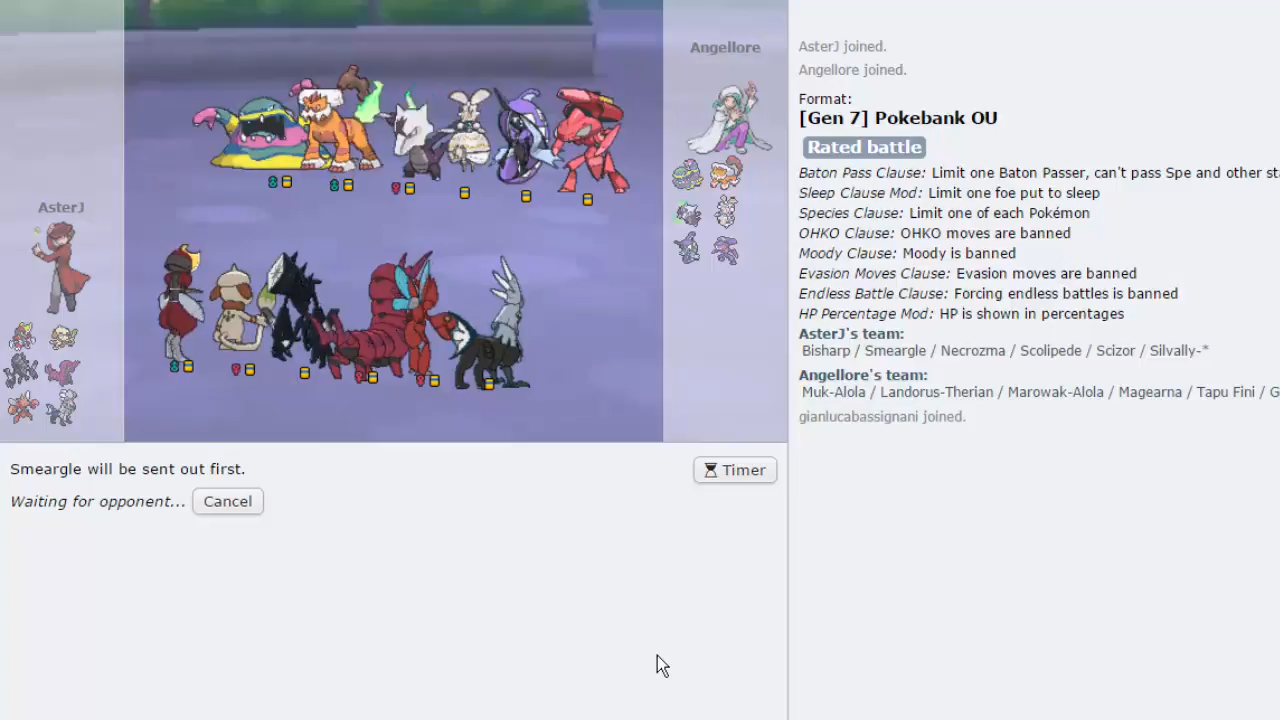 AsterJ
Angellore
Smeargle will be sent out first.
Timer
Waiting for opponent... Cancel
AsterJ joined.
Angellore joined.
Format:
[Gen 7] Pokebank OU
Rated battle
Baton Pass Clause: Limit one Baton Passer, can't pass Spe and other sta
Sleep Clause Mod: Limit one foe put to sleep
Species Clause: Limit one of each Pokémon
OHKO Clause: OHKO moves are banned
Moody Clause: Moody is banned
Evasion Moves Clause: Evasion moves are banned
Endless Battle Clause: Forcing endless battles is banned
HP Percentage Mod: HP is shown in percentages
AsterJ's team:
Bisharp / Smeargle / Necrozma / Scolipede / Scizor / Silvally-*
Angellore's team:
Muk-Alola / Landorus-Therian / Marowak-Alola / Magearna / Tapu Fini / G
gianlucabassignani joined.